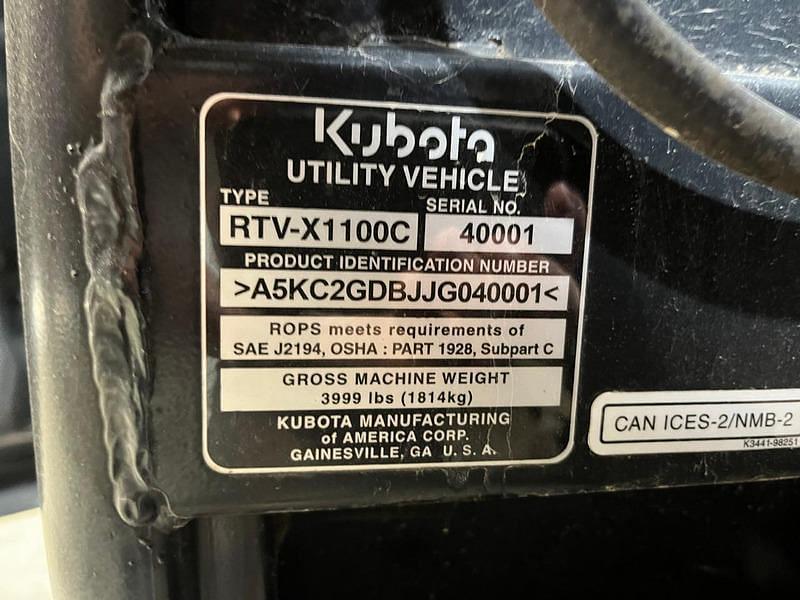 Kubota
UTILITY VEHICLE
TYPE
SERIAL NO.
RTV-X1100C
40001
PRODUCT IDENTIFICATION NUMBER
>A5KC2GDBJJG040001<
ROPS meets requirements of
SAE J2194, OSHA : PART 1928, Subpart C
GROSS MACHINE WEIGHT
3999 lbs (1814kg)
KUBOTA MANUFACTURING
of AMERICA CORP.
GAINESVILLE, GA U. S. A.
CAN ICES-2/NMB-2
K3441-98251